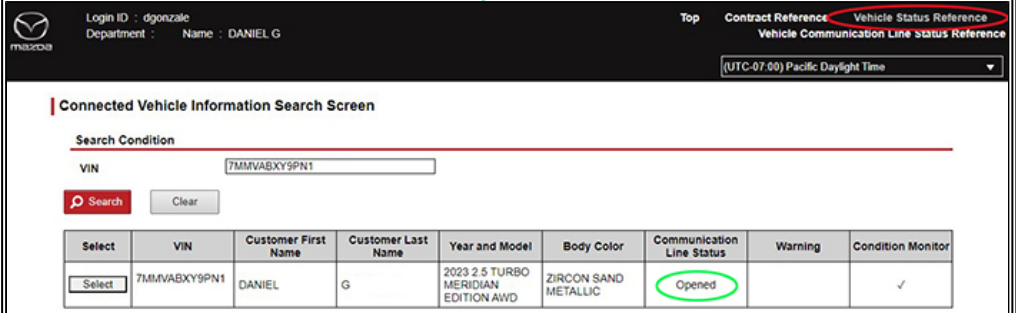 Login ID : dgonzale
Department : Name : DANIEL G
Top Contract Reference Vehicle Status Reference
Vehicle Communication Line Status Reference
mazda
(UTC-07:00) Pacific Daylight Time
Connected Vehicle Information Search Screen
Search Condition
VIN 7MMVABXY9PN1
Search Clear
Select VIN Customer First Name Customer Last Name Year and Model Body Color Communication Line Status Warning Condition Monitor
Select 7MMVABXY9PN1 DANIEL G 2023 2.5 TURBO MERIDIAN EDITION AWD ZIRCON SAND METALLIC Opened ✓